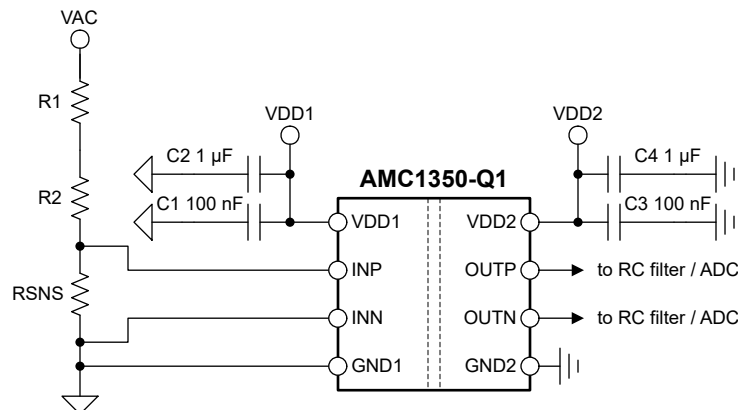 VAC
R1
VDD1
VDD2
C2 1 µF
C4 1 µF
R2
AMC1350-Q1
C1 100 nF
C3 100 nF
VDD1
VDD2
INP
OUTP
to RC filter / ADC
RSNS
INN
OUTN
to RC filter / ADC
GND1
GND2